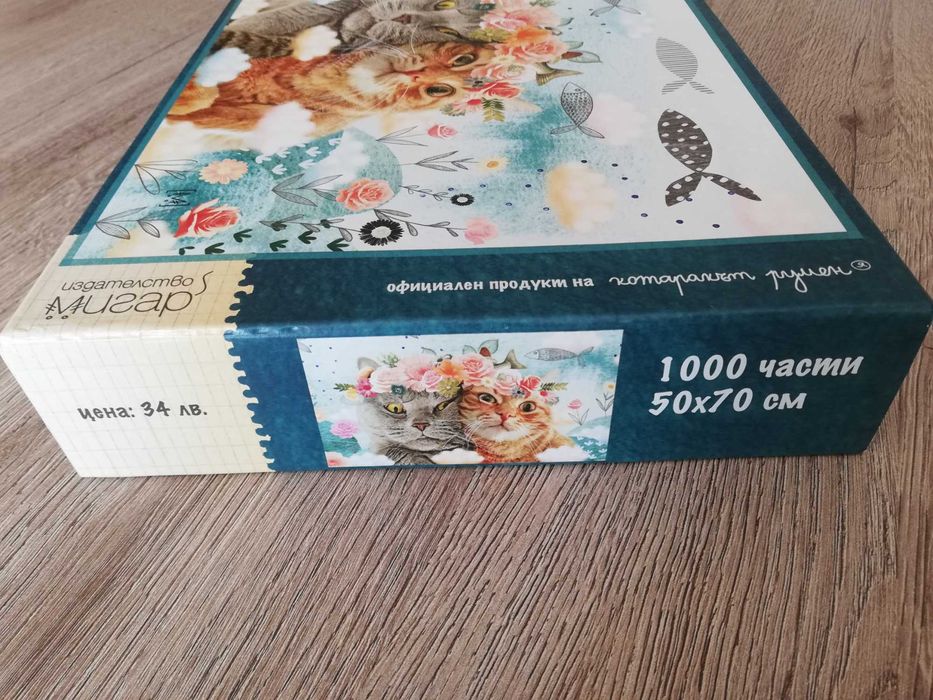 издателство
Мигар
официален продукт на котаракът румен®
цена: 34 лв.
1000 части
50x70 см